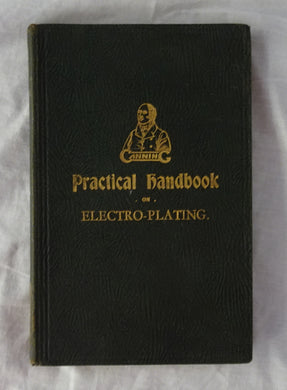 CANNING
Practical Handbook
. ON .
ELECTRO-PLATING.